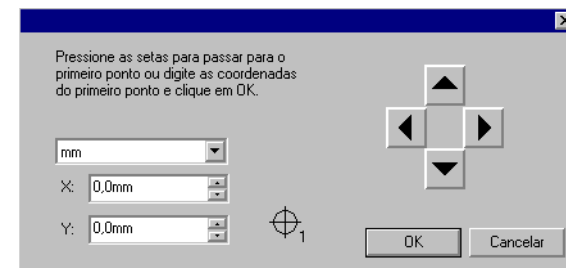 Pressione as setas para passar para o
primeiro ponto ou digite as coordenadas
do primeiro ponto e clique em OK.
mm
X: 0,0mm
Y: 0,0mm
1
OK Cancelar